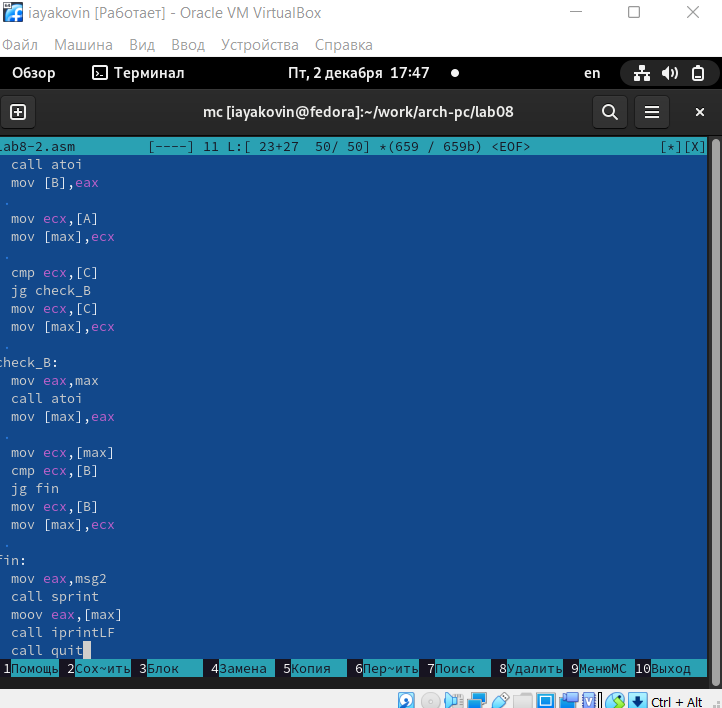 iayakovin [Работает] - Oracle VM VirtualBox
Файл Машина Вид Ввод Устройства Справка
Обзор Терминал Пт, 2 декабря 17:47 en
mc [iayakovin@fedora]:~/work/arch-pc/lab08
lab8-2.asm [----] 11 L:[ 23+27 50/ 50] *(659 / 659b) <EOF> [*][X]
call atoi
mov [B],eax
.
mov ecx,[A]
mov [max],ecx
.
cmp ecx,[C]
jg check_B
mov ecx,[C]
mov [max],ecx
.
check_B:
mov eax,max
call atoi
mov [max],eax
.
mov ecx,[max]
cmp ecx,[B]
jg fin
mov ecx,[B]
mov [max],ecx
.
fin:
mov eax,msg2
call sprint
moov eax,[max]
call iprintLF
call quit
1Помощь 2Сох~ить 3Блок 4Замена 5Копия 6Пер~ить 7Поиск 8Удалить 9МенюМС 10Выход
Ctrl + Alt